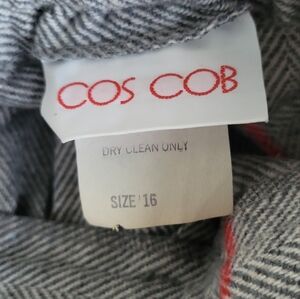 COS COB
DRY CLEAN ONLY
SIZE 16